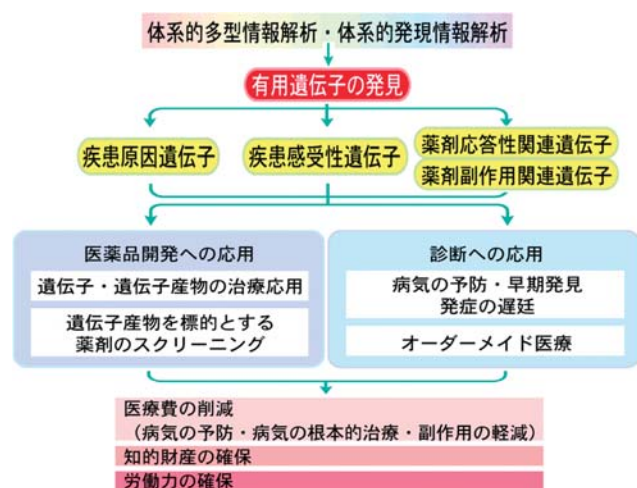 体系的多型情報解析・体系的発現情報解析
有用遺伝子の発見
疾患原因遺伝子
疾患感受性遺伝子
薬剤応答性関連遺伝子
薬剤副作用関連遺伝子
医薬品開発への応用
遺伝子・遺伝子産物の治療応用
遺伝子産物を標的とする
薬剤のスクリーニング
診断への応用
病気の予防・早期発見
発症の遅廷
オーダーメイド医療
医療費の削減
（病気の予防・病気の根本的治療・副作用の軽減）
知的財産の確保
労働力の確保